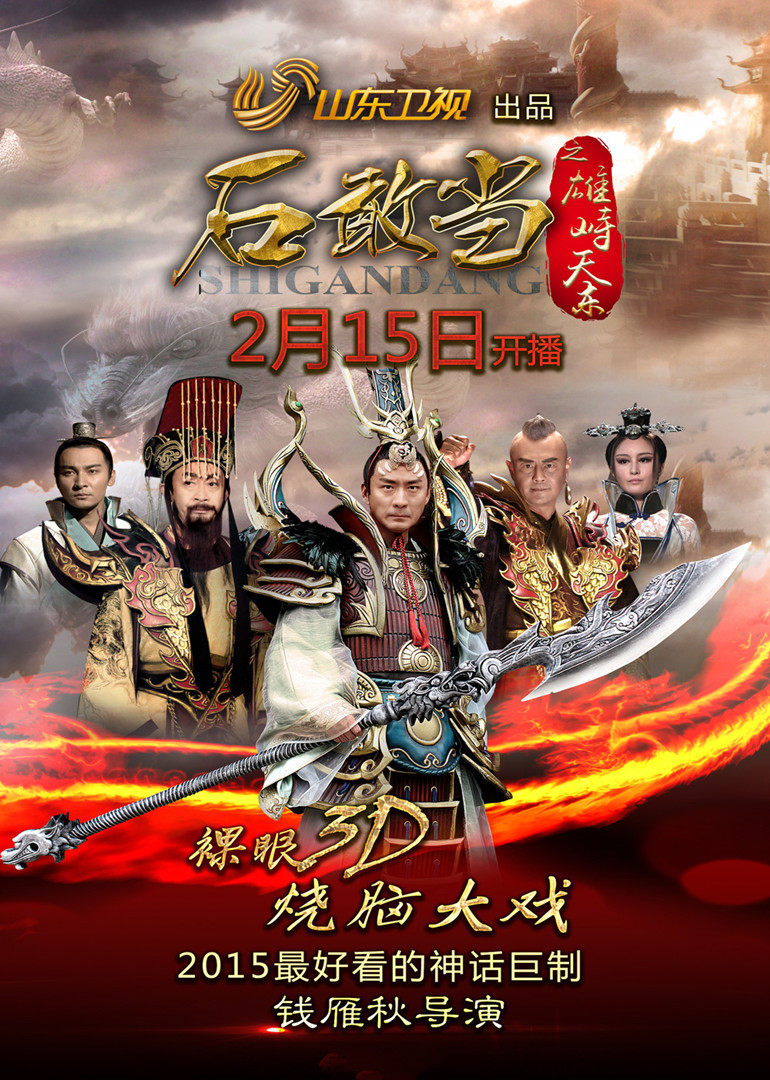 山东卫视 出品
石敢当
之雄峙天东
SHIGANDANG
2月15日开播
裸眼3D
烧脑大戏
2015最好看的神话巨制
钱雁秋导演